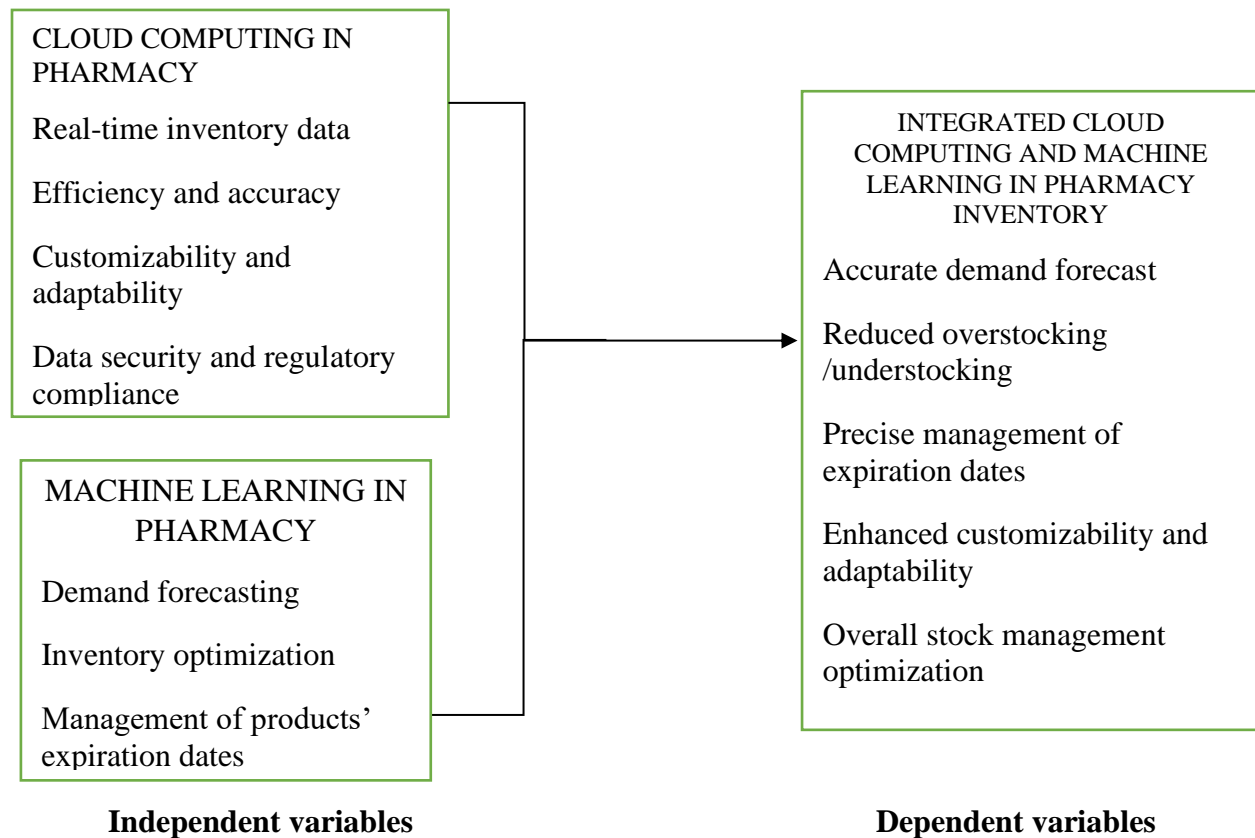 CLOUD COMPUTING IN
PHARMACY
Real-time inventory data
Efficiency and accuracy
Customizability and
adaptability
Data security and regulatory
compliance
MACHINE LEARNING IN
PHARMACY
Demand forecasting
Inventory optimization
Management of products’
expiration dates
Independent variables
INTEGRATED CLOUD
COMPUTING AND MACHINE
LEARNING IN PHARMACY
INVENTORY
Accurate demand forecast
Reduced overstocking
/understocking
Precise management of
expiration dates
Enhanced customizability and
adaptability
Overall stock management
optimization
Dependent variables